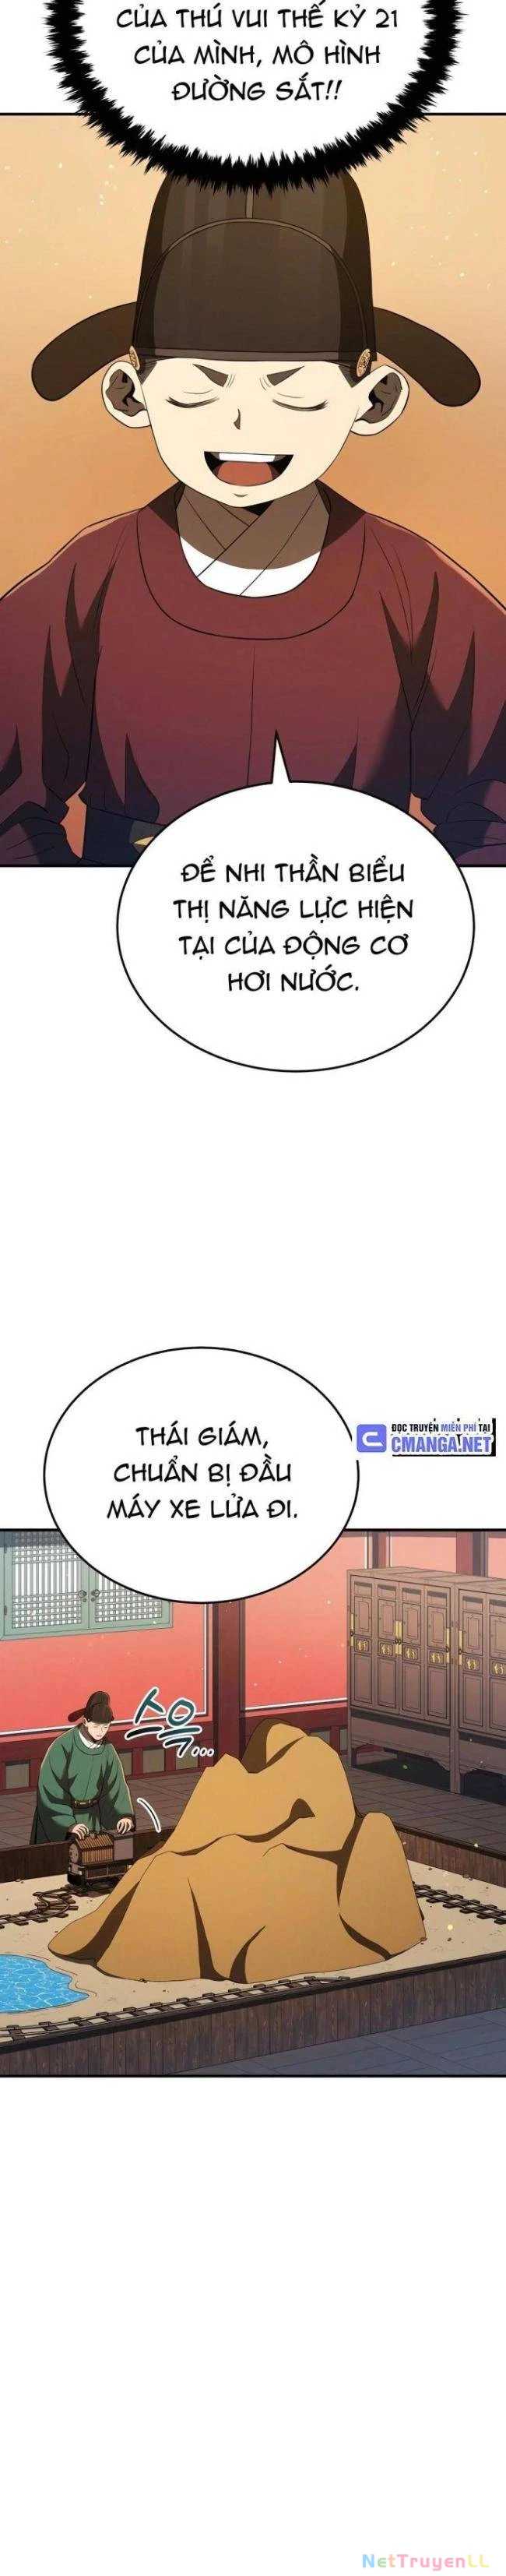 CỦA THÚ VUI THẾ KỶ 21
CỦA MÌNH, MÔ HÌNH
ĐƯỜNG SẮT!!
ĐỂ NHI THẦN BIỂU
THỊ NĂNG LỰC HIỆN
TẠI CỦA ĐỘNG CƠ
HƠI NƯỚC.
THÁI GIÁM,
CHUẨN BỊ ĐẦU
MÁY XE LỬA ĐI.
ĐỌC TRUYỆN MIỄN PHÍ TẠI
CMANGA.NET
스윽...
NetTruyenLL